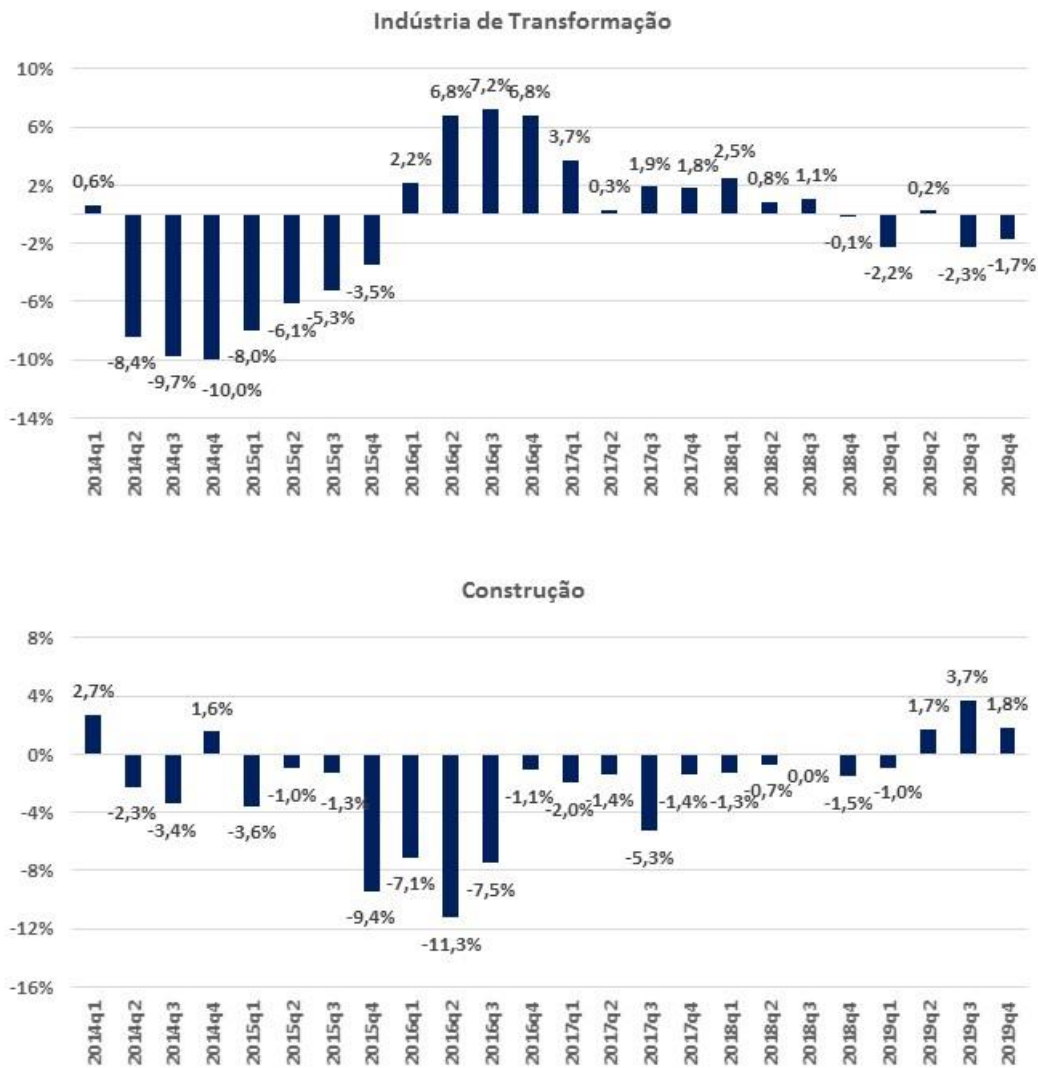 Indústria de Transformação
10%
6%
2%
-2%
-6%
-10%
-14%
0,6%
-8,4%
-9,7%
-10,0%
-8,0%
-6,1%
-5,3%
-3,5%
2,2%
6,8%
7,2%
6,8%
3,7%
0,3%
1,9%
1,8%
2,5%
0,8%
1,1%
-0,1%
-2,2%
0,2%
-2,3%
-1,7%
2014q1
2014q2
2014q3
2014q4
2015q1
2015q2
2015q3
2015q4
2016q1
2016q2
2016q3
2016q4
2017q1
2017q2
2017q3
2017q4
2018q1
2018q2
2018q3
2018q4
2019q1
2019q2
2019q3
2019q4
Construção
8%
4%
0%
-4%
-8%
-12%
-16%
2,7%
-2,3%
-3,4%
1,6%
-3,6%
-1,0%
-1,3%
-9,4%
-7,1%
-11,3%
-7,5%
-1,1%
-2,0%
-1,4%
-5,3%
-1,4%
-1,3%
-0,7%
0,0%
-1,5%
-1,0%
1,7%
3,7%
1,8%
2014q1
2014q2
2014q3
2014q4
2015q1
2015q2
2015q3
2015q4
2016q1
2016q2
2016q3
2016q4
2017q1
2017q2
2017q3
2017q4
2018q1
2018q2
2018q3
2018q4
2019q1
2019q2
2019q3
2019q4